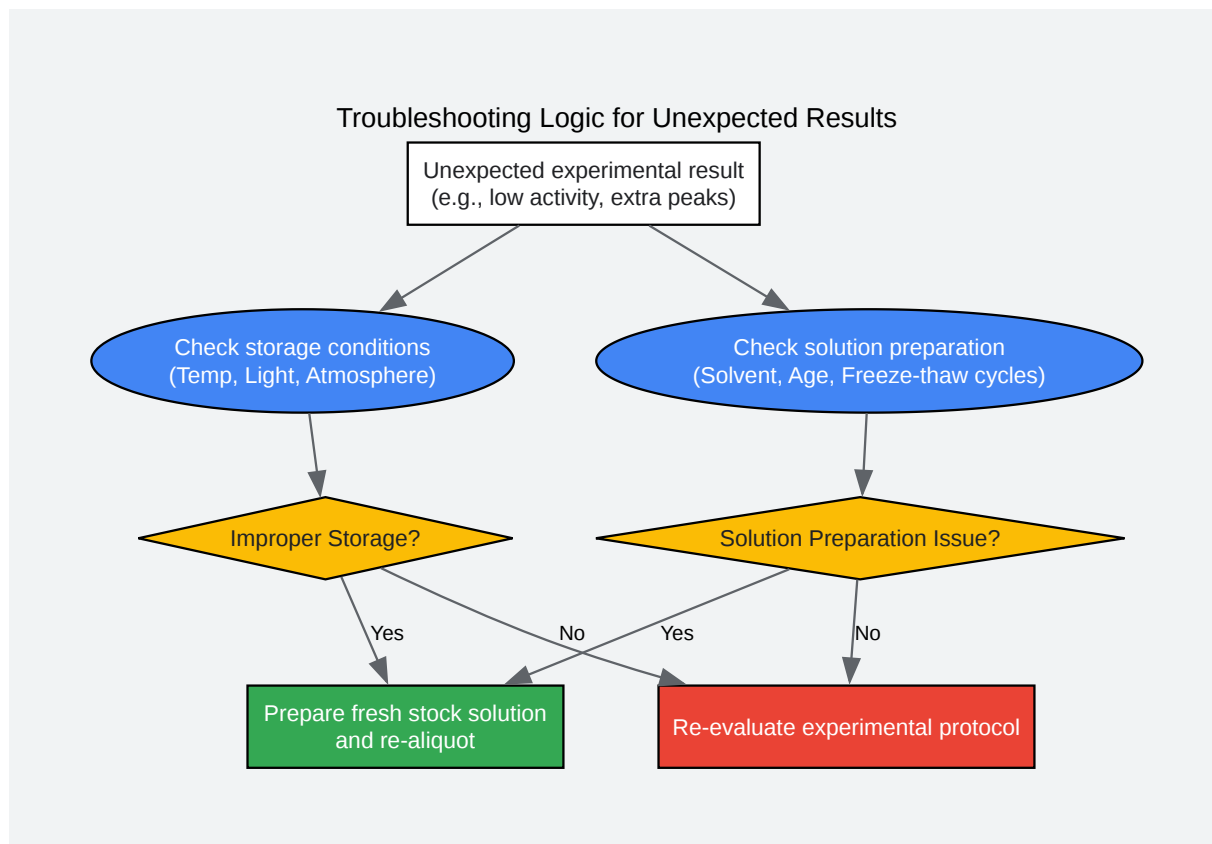 Troubleshooting Logic for Unexpected Results
Unexpected experimental result
(e.g., low activity, extra peaks)
Check storage conditions
(Temp, Light, Atmosphere)
Check solution preparation
(Solvent, Age, Freeze-thaw cycles)
Improper Storage?
Solution Preparation Issue?
Yes
No
Yes
No
Prepare fresh stock solution
and re-aliquot
Re-evaluate experimental protocol